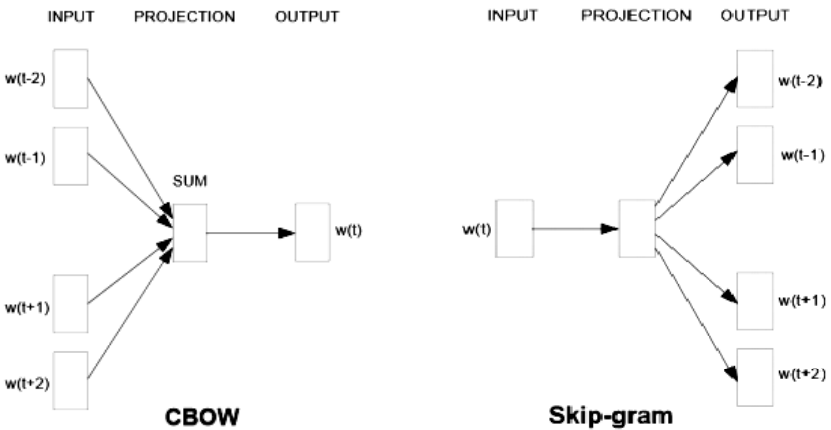 INPUT PROJECTION OUTPUT
w(t-2)
w(t-1)
SUM
w(t)
w(t+1)
w(t+2)
CBOW
INPUT PROJECTION OUTPUT
w(t-2)
w(t-1)
w(t)
w(t+1)
w(t+2)
Skip-gram